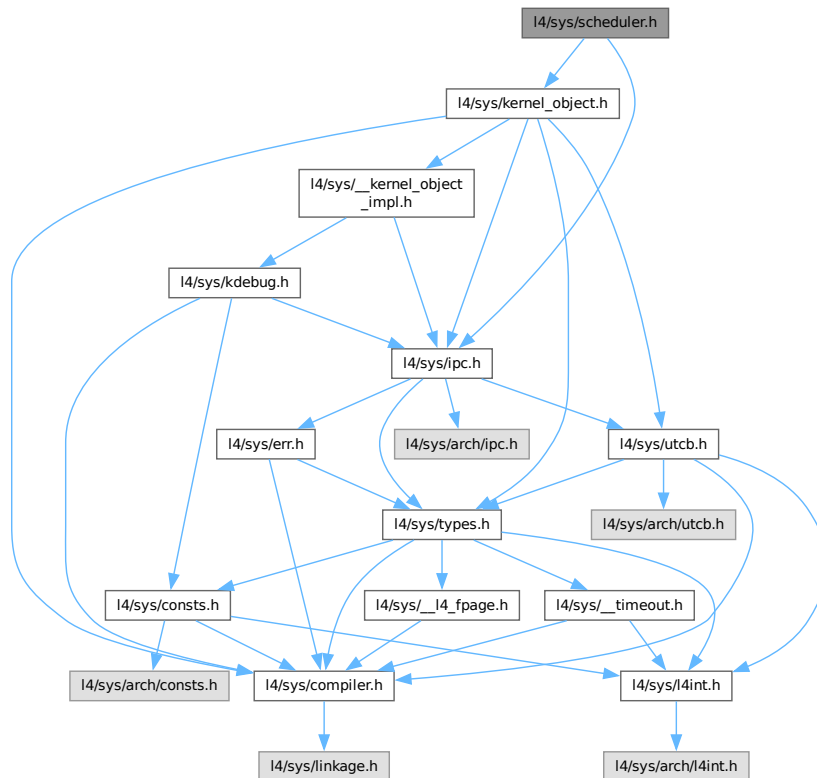 l4/sys/scheduler.h
l4/sys/kernel_object.h
l4/sys/__kernel_object
_impl.h
l4/sys/kdebug.h
l4/sys/ipc.h
l4/sys/err.h
l4/sys/arch/ipc.h
l4/sys/utcb.h
l4/sys/types.h
l4/sys/arch/utcb.h
l4/sys/consts.h
l4/sys/__l4_fpage.h
l4/sys/__timeout.h
l4/sys/arch/consts.h
l4/sys/compiler.h
l4/sys/l4int.h
l4/sys/linkage.h
l4/sys/arch/l4int.h